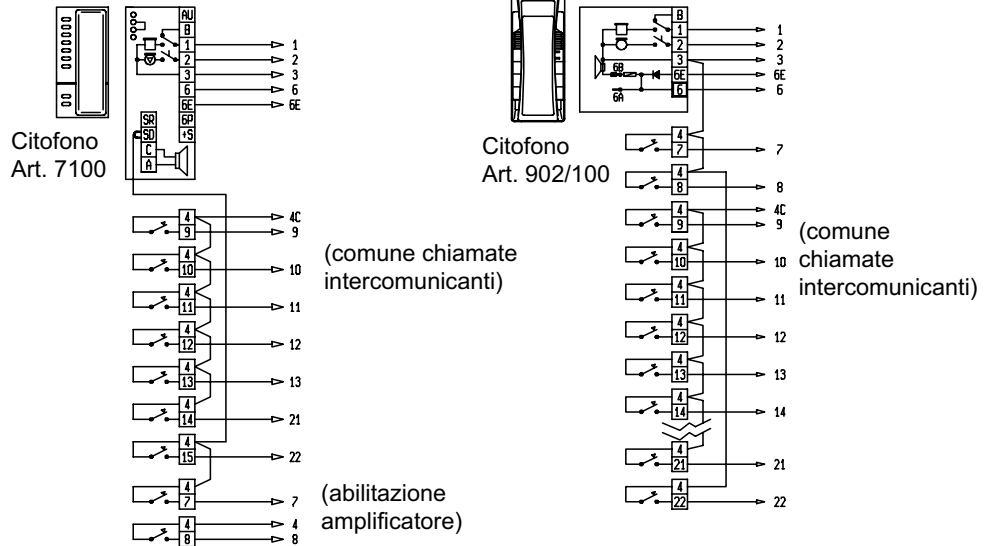 AU
B
1
2
3
6
6E
6P
+S
SR
SD
C
A
1
2
3
6
6E
Citofono
Art. 7100
4
9
4C
9
4
10
10
4
11
11
4
12
12
4
13
13
4
14
21
4
15
22
4
7
7
4
8
4
8
(comune chiamate
intercomunicanti)
(abilitazione
amplificatore)
B
1
2
3
6E
6
6B
6A
1
2
3
6E
6
Citofono
Art. 902/100
4
7
7
4
8
8
4
9
4C
9
4
10
10
4
11
11
4
12
12
4
13
13
4
14
14
4
21
21
4
22
22
(comune
chiamate
intercomunicanti)